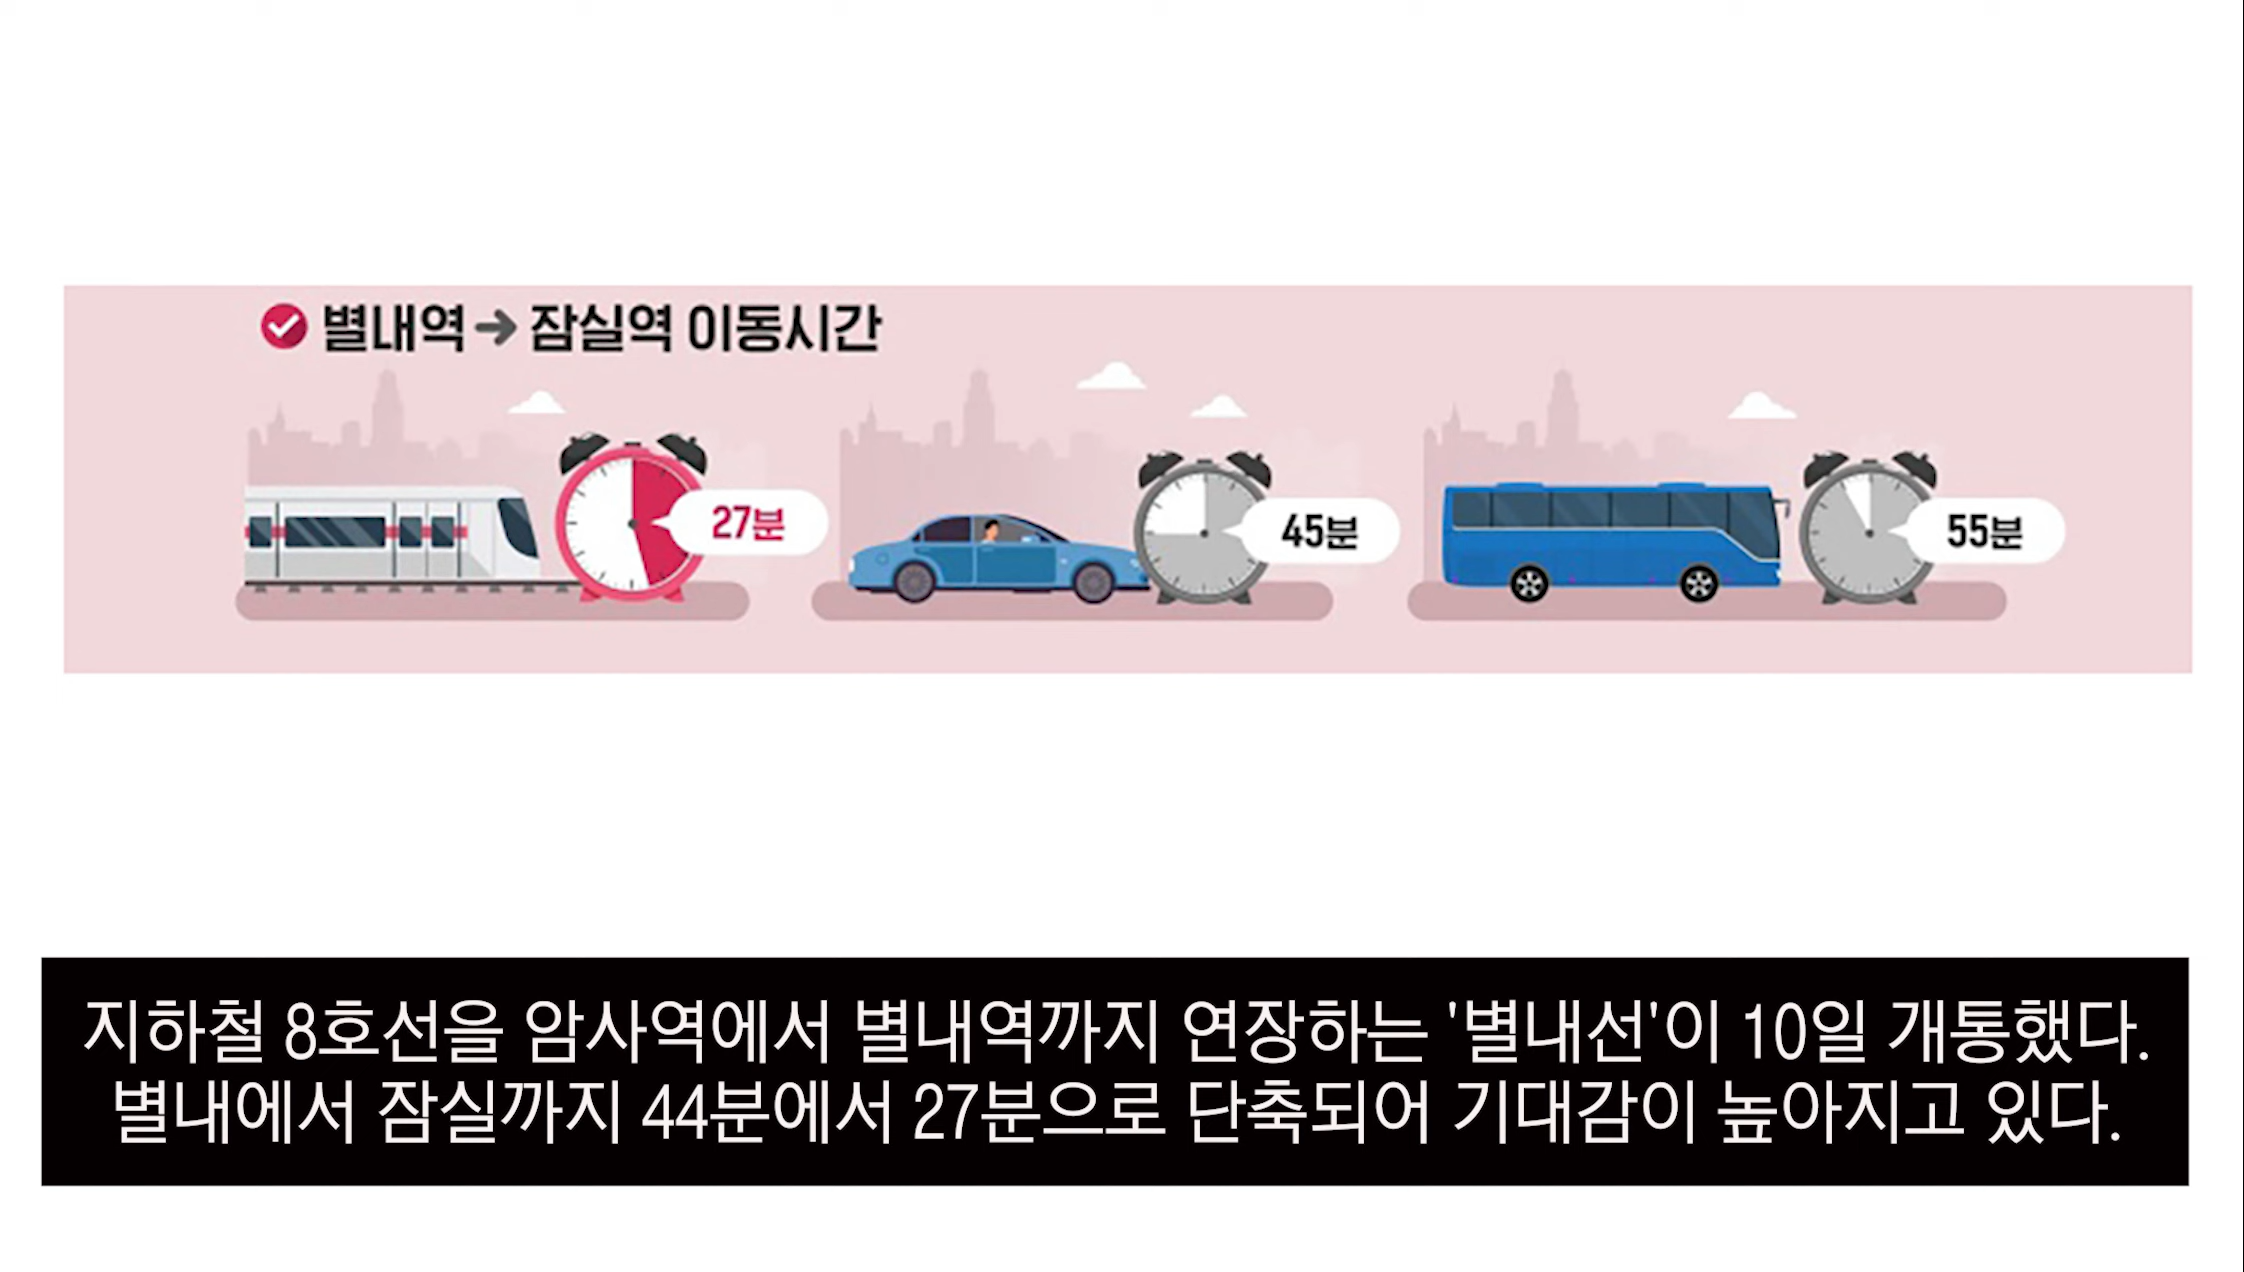 별내역→잠실역 이동시간
27분
45분
55분
지하철 8호선을 암사역에서 별내역까지 연장하는 '별내선'이 10일 개통했다.
별내에서 잠실까지 44분에서 27분으로 단축되어 기대감이 높아지고 있다.